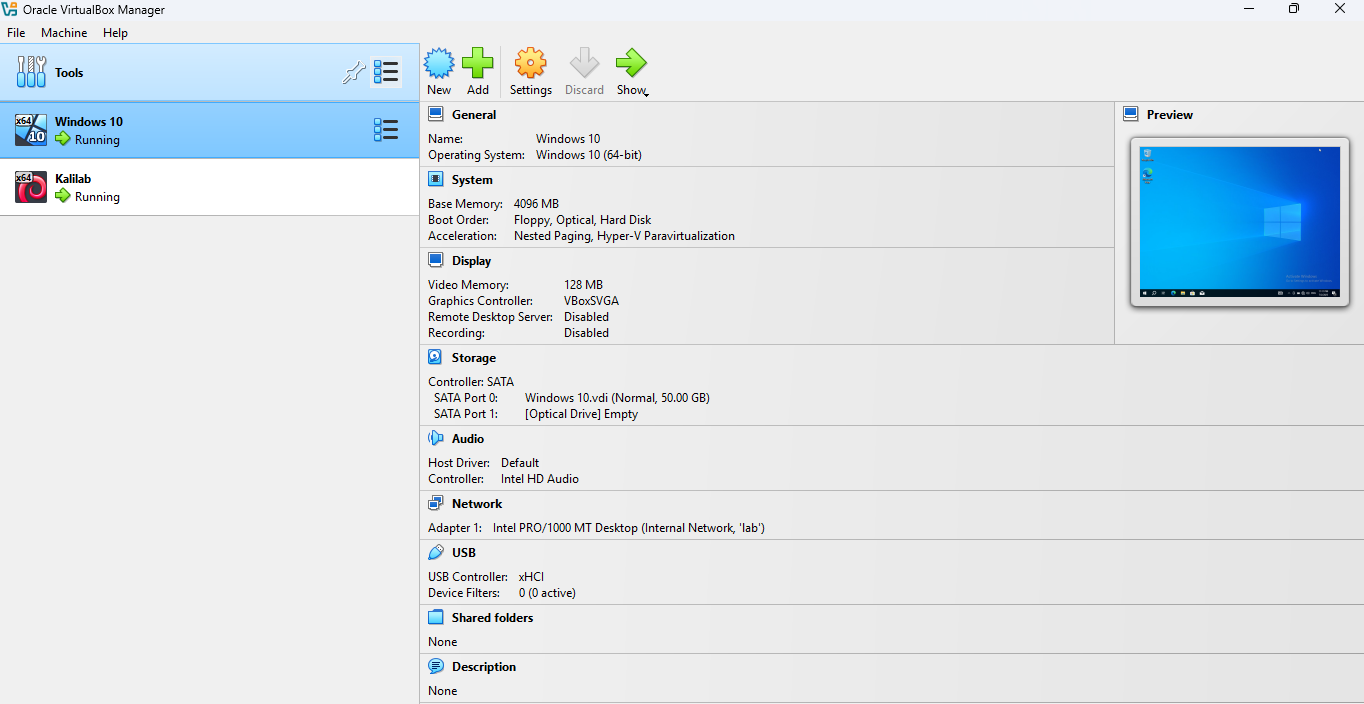 Oracle VirtualBox Manager
File Machine Help
Tools
New Add Settings Discard Show
x64 10 Windows 10
Running
x64 Kalilab
Running
General
Name: Windows 10
Operating System: Windows 10 (64-bit)
System
Base Memory: 4096 MB
Boot Order: Floppy, Optical, Hard Disk
Acceleration: Nested Paging, Hyper-V Paravirtualization
Display
Video Memory: 128 MB
Graphics Controller: VBoxSVGA
Remote Desktop Server: Disabled
Recording: Disabled
Storage
Controller: SATA
SATA Port 0: Windows 10.vdi (Normal, 50.00 GB)
SATA Port 1: [Optical Drive] Empty
Audio
Host Driver: Default
Controller: Intel HD Audio
Network
Adapter 1: Intel PRO/1000 MT Desktop (Internal Network, 'lab')
USB
USB Controller: xHCI
Device Filters: 0 (0 active)
Shared folders
None
Description
None
Preview